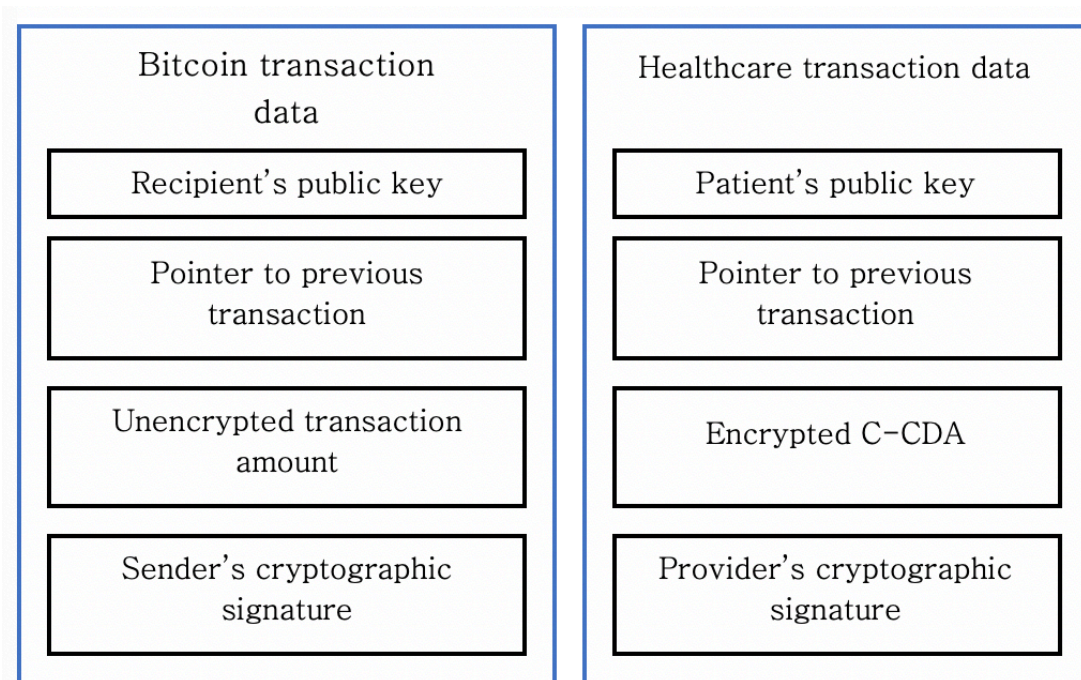 Bitcoin transaction
data
Recipient's public key
Pointer to previous
transaction
Unencrypted transaction
amount
Sender's cryptographic
signature
Healthcare transaction data
Patient's public key
Pointer to previous
transaction
Encrypted C-CDA
Provider's cryptographic
signature